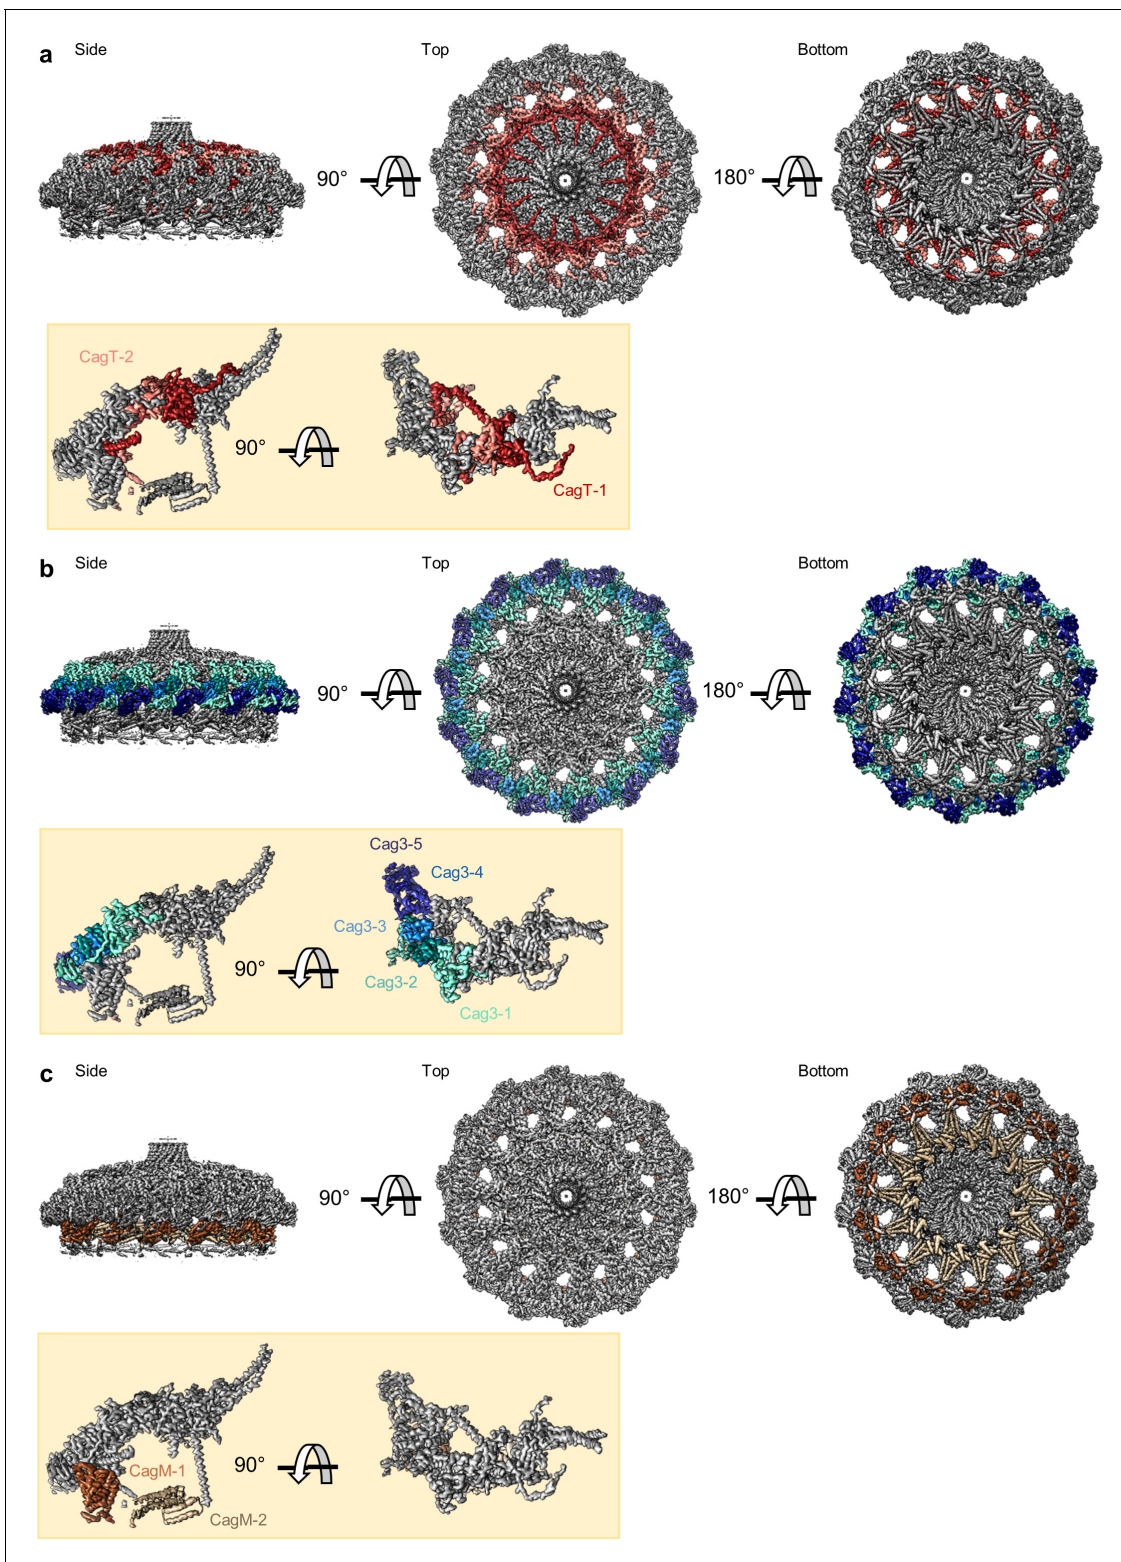 a Side Top Bottom
90° 180°
CagT-2
90°
CagT-1
b Side Top Bottom
90° 180°
Cag3-5
Cag3-4
Cag3-3
90°
Cag3-2
Cag3-1
c Side Top Bottom
90° 180°
CagM-1
90°
CagM-2